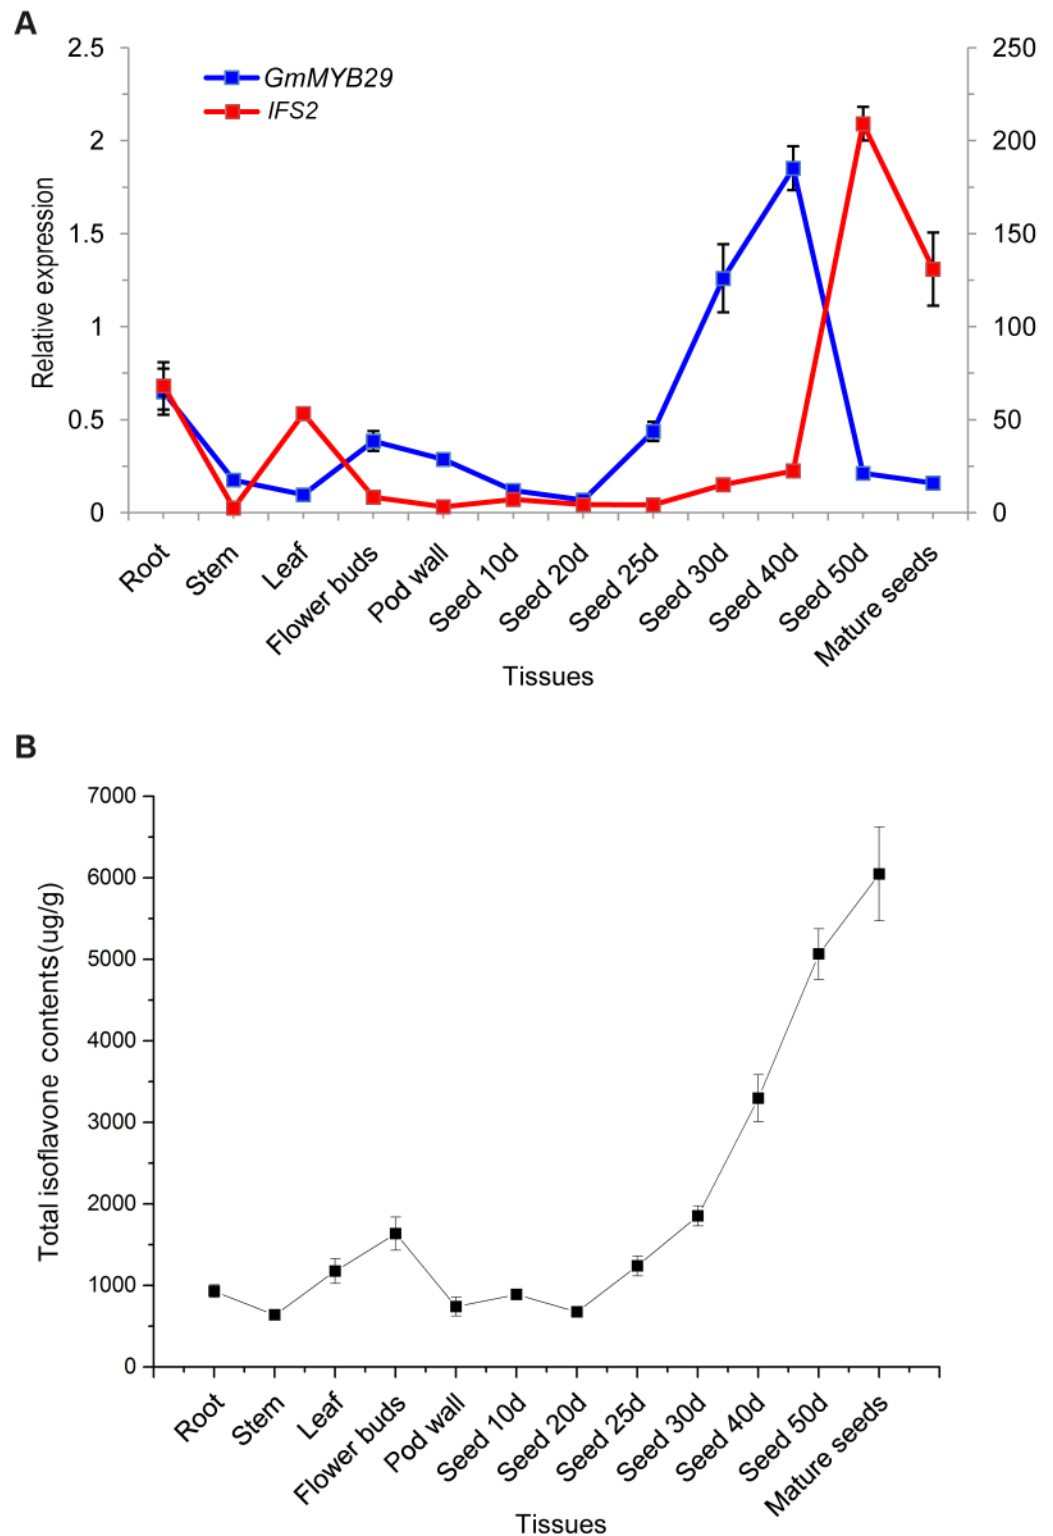 A
2.5
2
1.5
1
0.5
0
250
200
150
100
50
0
Relative expression
GmMYB29
IFS2
Root
Stem
Leaf
Flower buds
Pod wall
Seed 10d
Seed 20d
Seed 25d
Seed 30d
Seed 40d
Seed 50d
Mature seeds
Tissues
B
7000
6000
5000
4000
3000
2000
1000
0
Total isoflavone contents(ug/g)
Root
Stem
Leaf
Flower buds
Pod wall
Seed 10d
Seed 20d
Seed 25d
Seed 30d
Seed 40d
Seed 50d
Mature seeds
Tissues